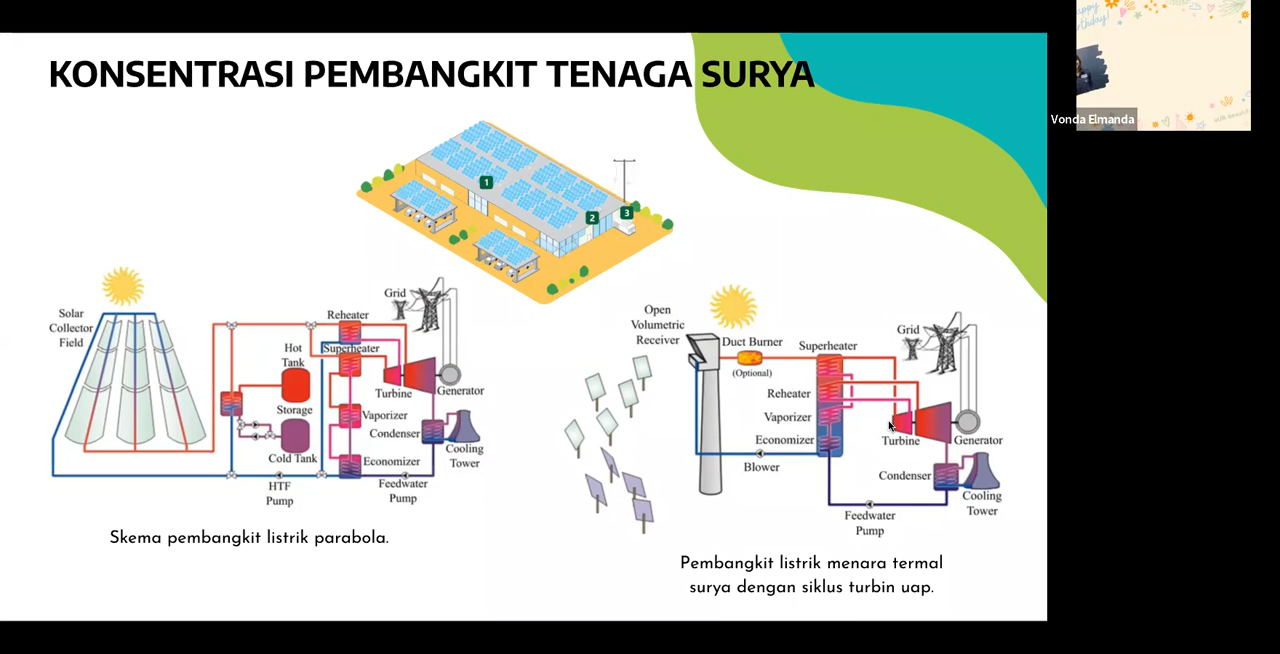 KONSENTRASI PEMBANGKIT TENAGA SURYA
Vonda Elmanda
1
2
3
Solar
Collector
Field
Hot
Tank
Storage
Cold Tank
HTF
Pump
Reheater
Superheater
Vaporizer
Condenser
Economizer
Feedwater
Pump
Grid
Turbine
Generator
Cooling
Tower
Skema pembangkit listrik parabola.
Open
Volumetric
Receiver
Duct Burner
(Optional)
Superheater
Reheater
Vaporizer
Economizer
Blower
Grid
Turbine
Generator
Condenser
Cooling
Tower
Feedwater
Pump
Pembangkit listrik menara termal
surya dengan siklus turbin uap.